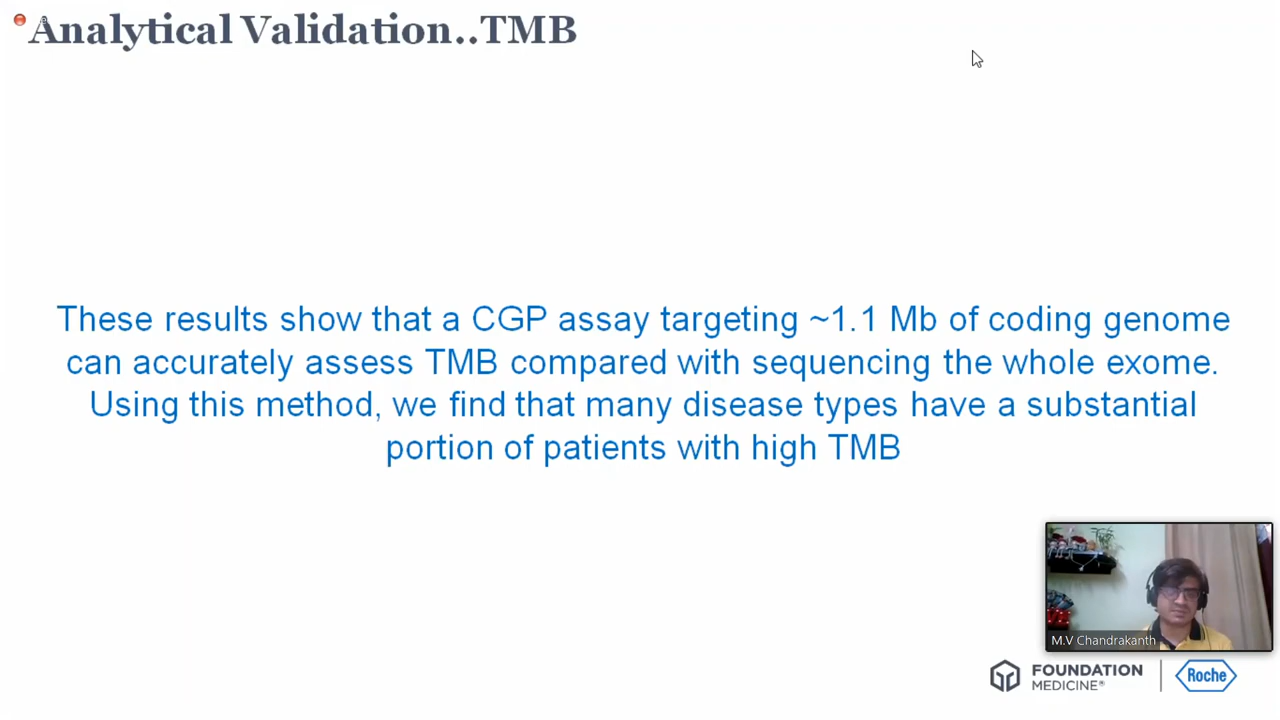 Analytical Validation..TMB
These results show that a CGP assay targeting ~1.1 Mb of coding genome
can accurately assess TMB compared with sequencing the whole exome.
Using this method, we find that many disease types have a substantial
portion of patients with high TMB
M.V Chandrakanth
FOUNDATION
MEDICINE®
Roche